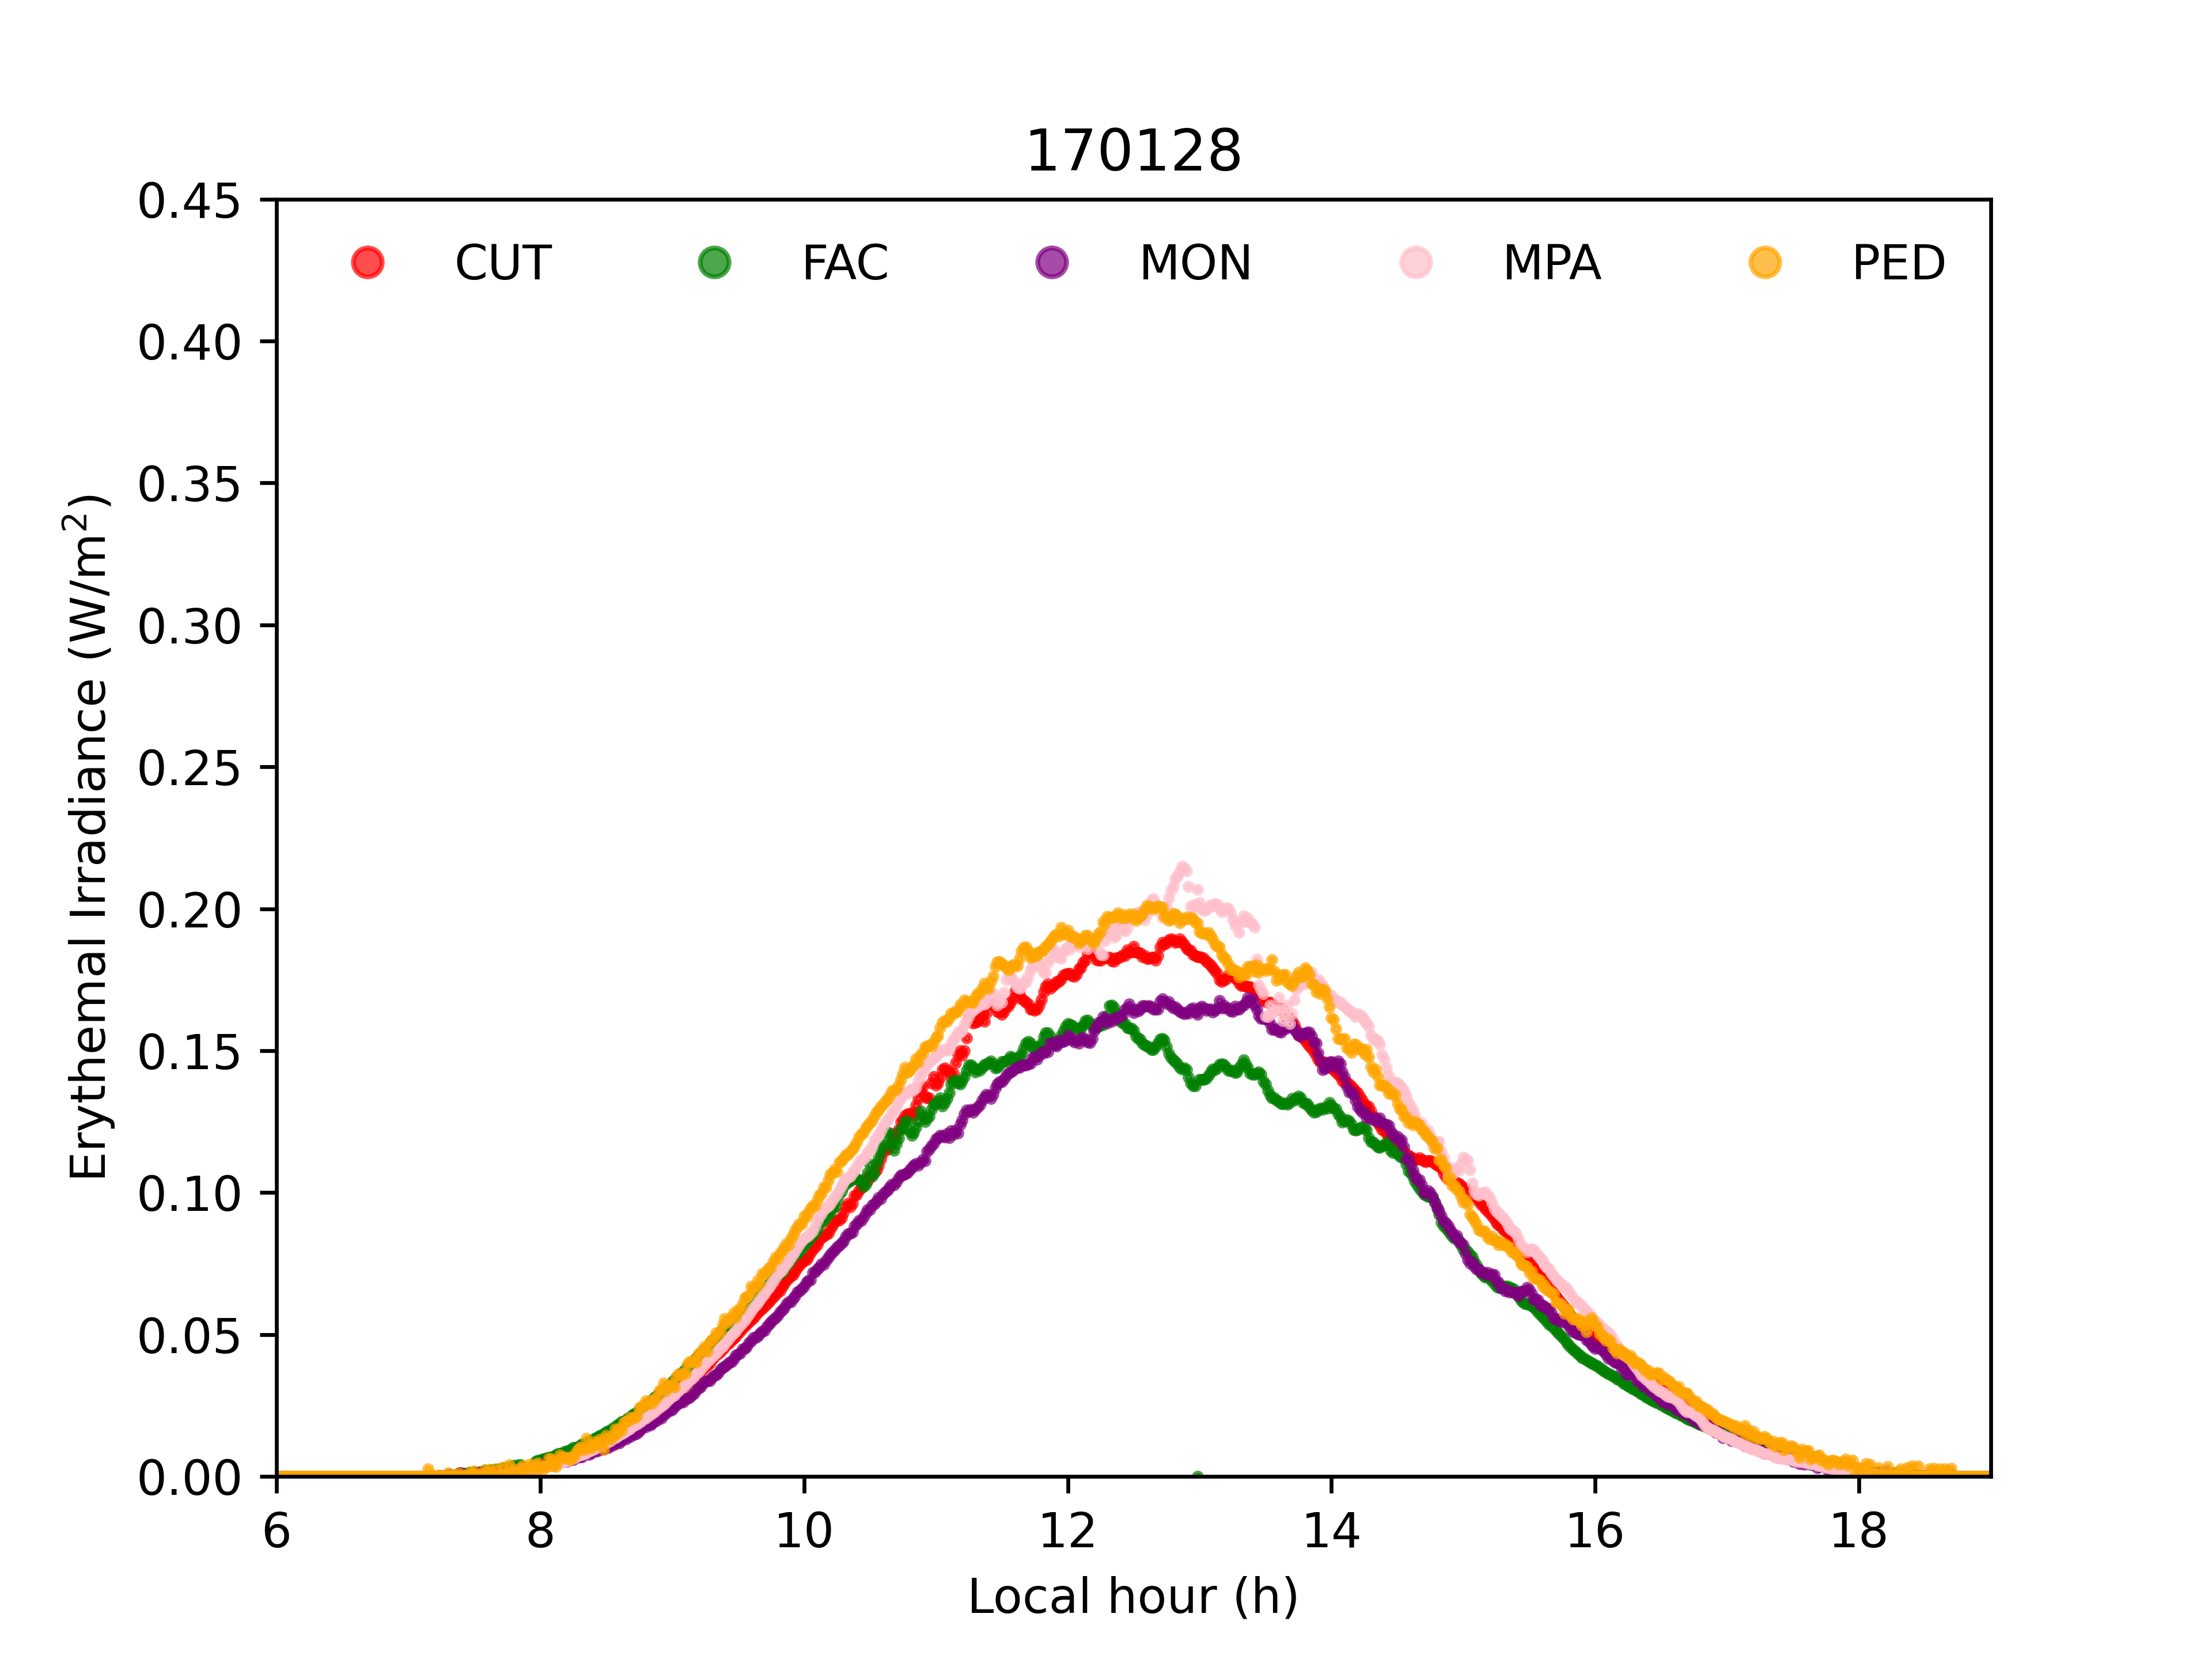 170128
CUT FAC MON MPA PED
0.45
0.40
0.35
0.30
0.25
0.20
0.15
0.10
0.05
0.00
Erythemal Irradiance (W/m²)
6 8 10 12 14 16 18
Local hour (h)